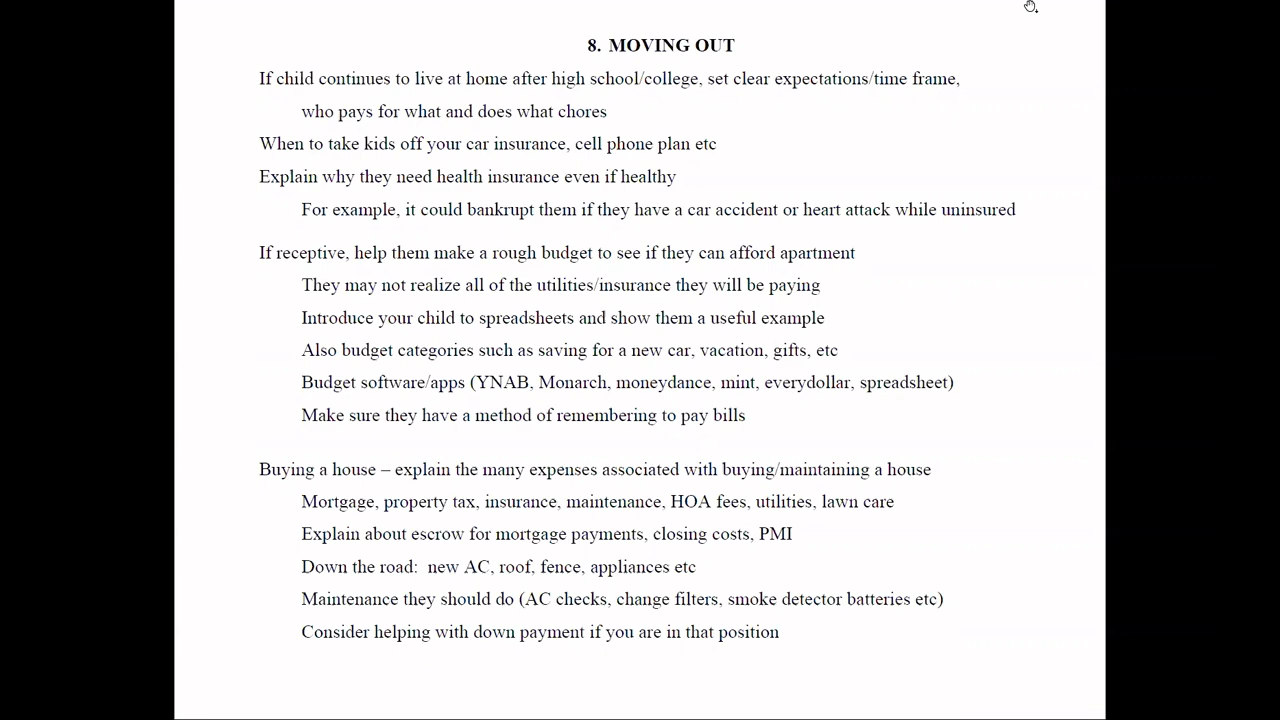 8. MOVING OUT
If child continues to live at home after high school/college, set clear expectations/time frame,
who pays for what and does what chores
When to take kids off your car insurance, cell phone plan etc
Explain why they need health insurance even if healthy
For example, it could bankrupt them if they have a car accident or heart attack while uninsured
If receptive, help them make a rough budget to see if they can afford apartment
They may not realize all of the utilities/insurance they will be paying
Introduce your child to spreadsheets and show them a useful example
Also budget categories such as saving for a new car, vacation, gifts, etc
Budget software/apps (YNAB, Monarch, moneydance, mint, everydollar, spreadsheet)
Make sure they have a method of remembering to pay bills
Buying a house – explain the many expenses associated with buying/maintaining a house
Mortgage, property tax, insurance, maintenance, HOA fees, utilities, lawn care
Explain about escrow for mortgage payments, closing costs, PMI
Down the road:  new AC, roof, fence, appliances etc
Maintenance they should do (AC checks, change filters, smoke detector batteries etc)
Consider helping with down payment if you are in that position